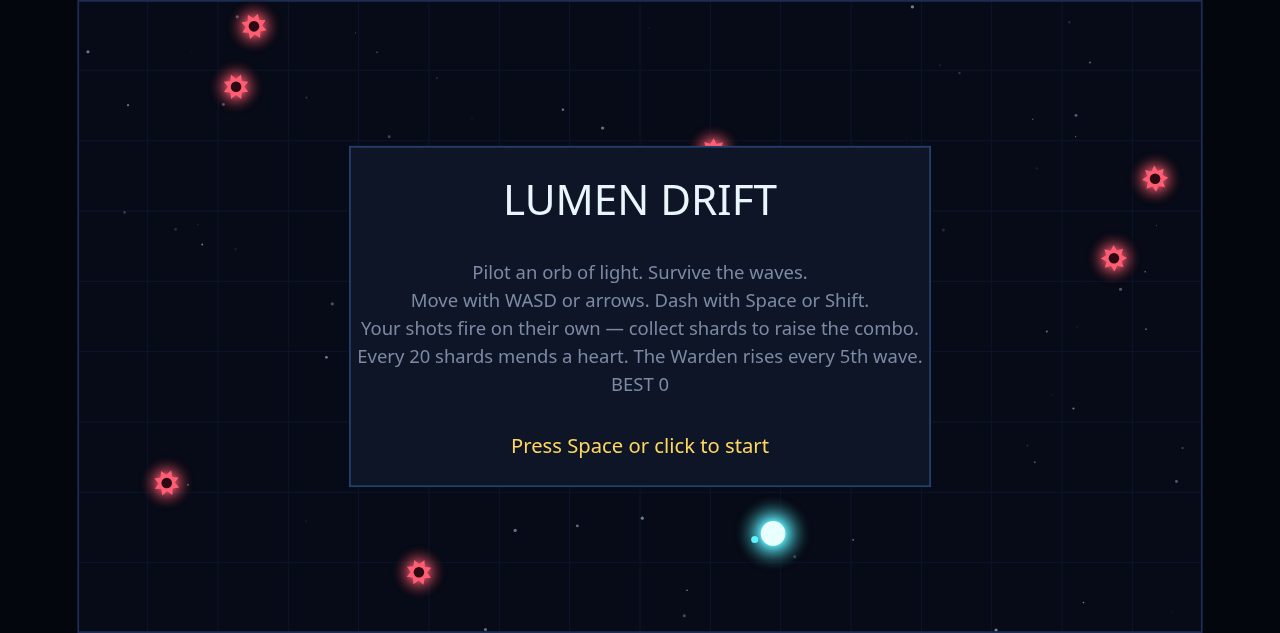 LUMEN DRIFT
Pilot an orb of light. Survive the waves.
Move with WASD or arrows. Dash with Space or Shift.
Your shots fire on their own — collect shards to raise the combo.
Every 20 shards mends a heart. The Warden rises every 5th wave.
BEST 0
Press Space or click to start